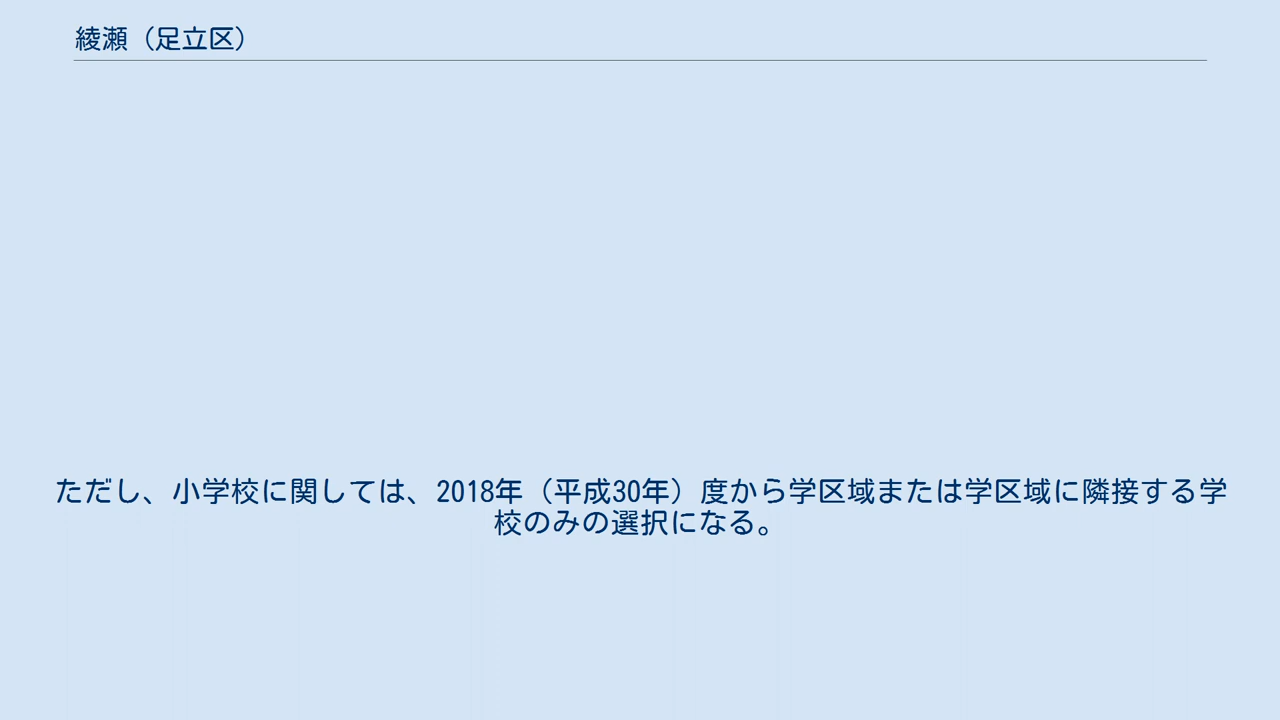 綾瀬（足立区）
ただし、小学校に関しては、2018年（平成30年）度から学区域または学区域に隣接する学
校のみの選択になる。